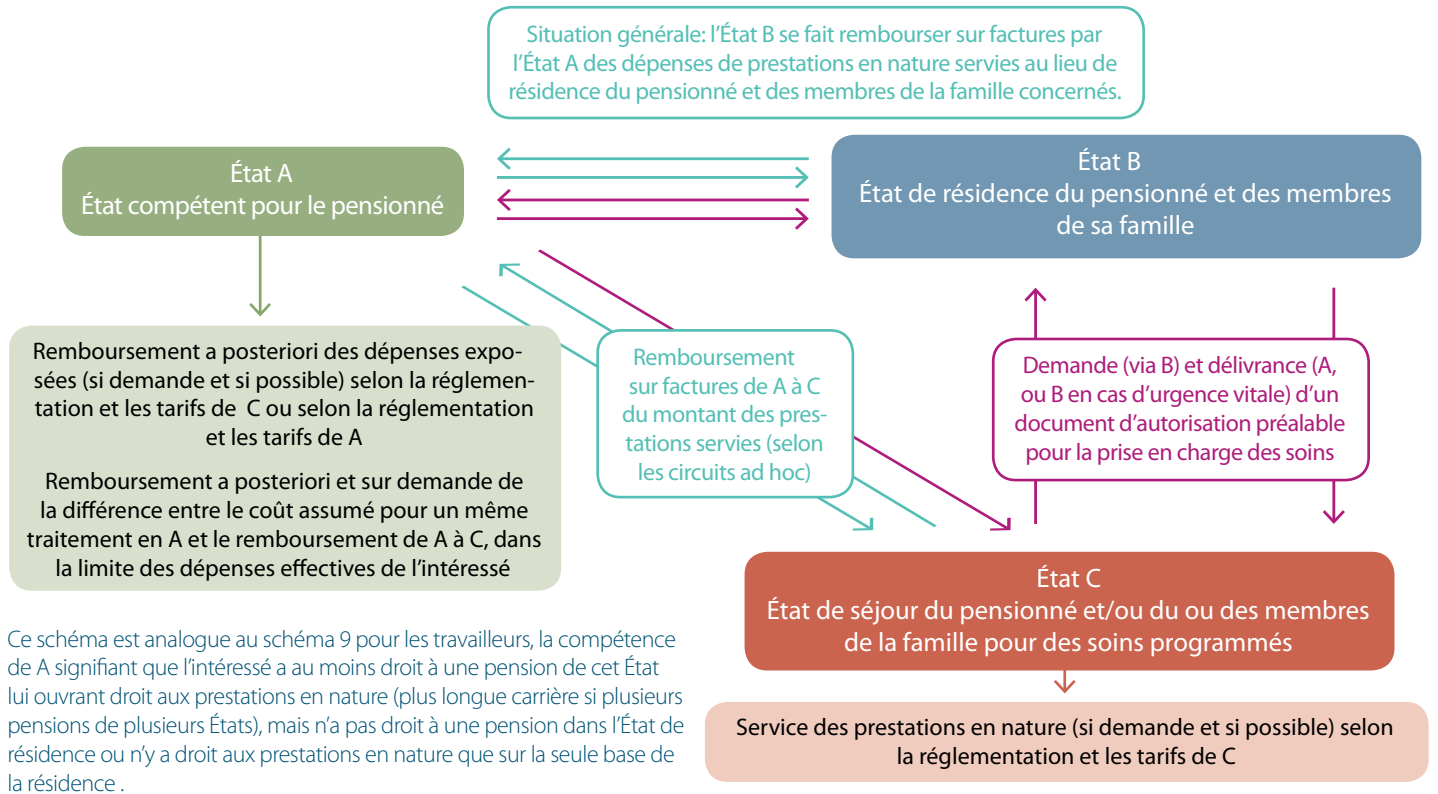 Situation générale: l’État B se fait rembourser sur factures par
l’État A des dépenses de prestations en nature servies au lieu de
résidence du pensionné et des membres de la famille concernés.
État A
État compétent pour le pensionné
État B
État de résidence du pensionné et des membres
de sa famille
Remboursement a posteriori des dépenses expo-
sées (si demande et si possible) selon la réglemen-
tation et les tarifs de C ou selon la réglementation
et les tarifs de A
Remboursement a posteriori et sur demande de
la différence entre le coût assumé pour un même
traitement en A et le remboursement de A à C, dans
la limite des dépenses effectives de l’intéressé
Remboursement
sur factures de A à C
du montant des pres-
tations servies (selon
les circuits ad hoc)
Demande (via B) et délivrance (A,
ou B en cas d’urgence vitale) d’un
document d’autorisation préalable
pour la prise en charge des soins
État C
État de séjour du pensionné et/ou du ou des membres
de la famille pour des soins programmés
Service des prestations en nature (si demande et si possible) selon
la réglementation et les tarifs de C
Ce schéma est analogue au schéma 9 pour les travailleurs, la compétence
de A signifiant que l’intéressé a au moins droit à une pension de cet État
lui ouvrant droit aux prestations en nature (plus longue carrière si plusieurs
pensions de plusieurs États), mais n’a pas droit à une pension dans l’État de
résidence ou n’y a droit aux prestations en nature que sur la seule base de
la résidence .